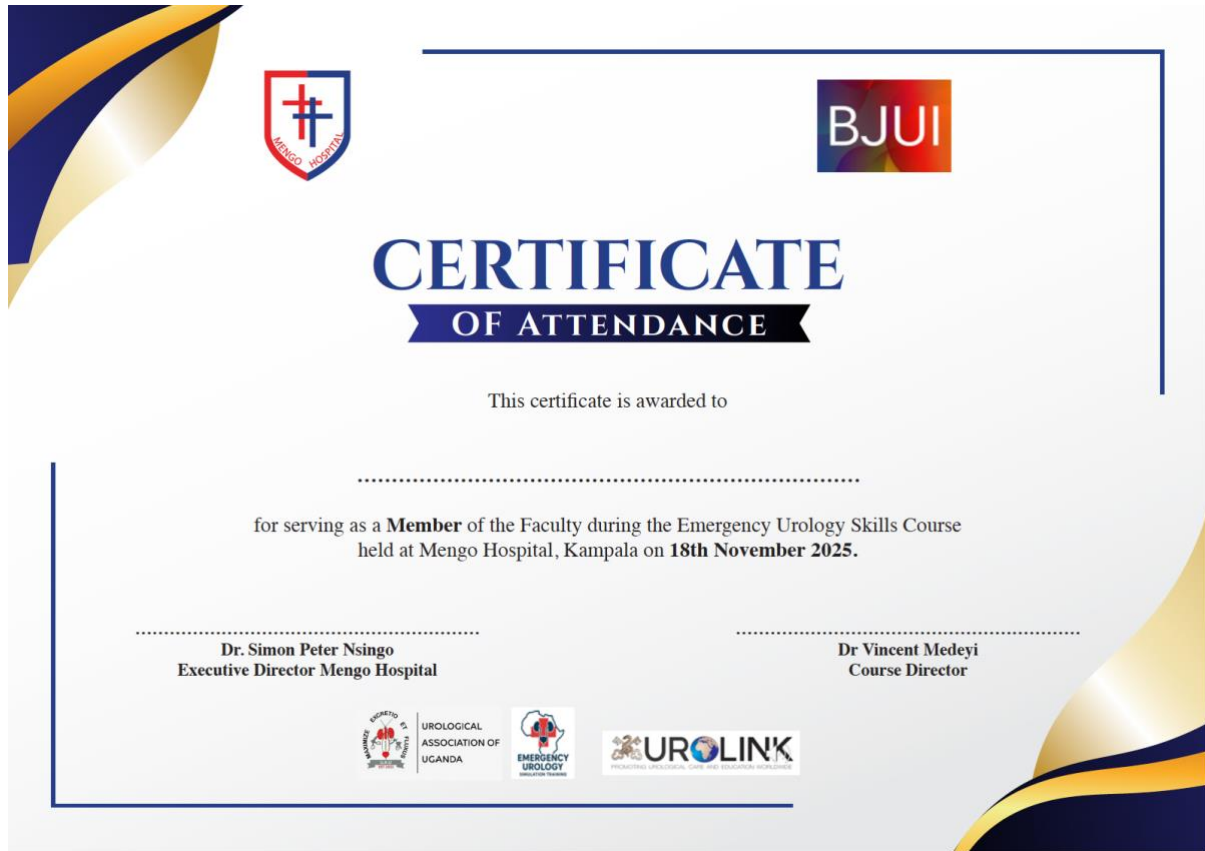 MENGO HOSPITAL
BJUI
CERTIFICATE
OF ATTENDANCE
This certificate is awarded to
for serving as a Member of the Faculty during the Emergency Urology Skills Course
held at Mengo Hospital, Kampala on 18th November 2025.
Dr. Simon Peter Nsingo
Executive Director Mengo Hospital
Dr Vincent Medeyi
Course Director
UROLOGICAL
ASSOCIATION OF
UGANDA
EMERGENCY
UROLOGY
SIMULATION TRAINING
UROLINK
PROMOTING UROLOGICAL CARE AND EDUCATION WORLDWIDE